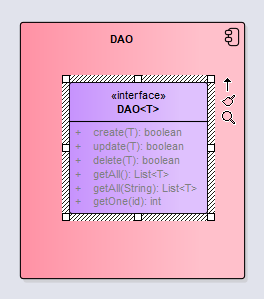 DAO
«interface»
DAO<T>
+ create(T): boolean
+ update(T): boolean
+ delete(T): boolean
+ getAll(): List<T>
+ getAll(String): List<T>
+ getOne(id): int